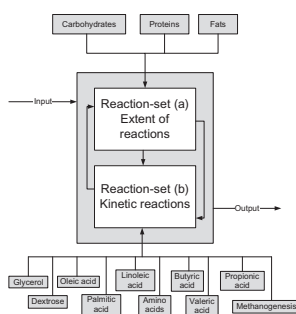 Carbohydrates
Proteins
Fats
Input
Reaction-set (a)
Extent of
reactions
Reaction-set (b)
Kinetic reactions
Output
Glycerol
Dextrose
Oleic acid
Palmitic
acid
Linoleic
acid
Amino
acids
Butyric
acid
Valeric
acid
Propionic
acid
Methanogenesis